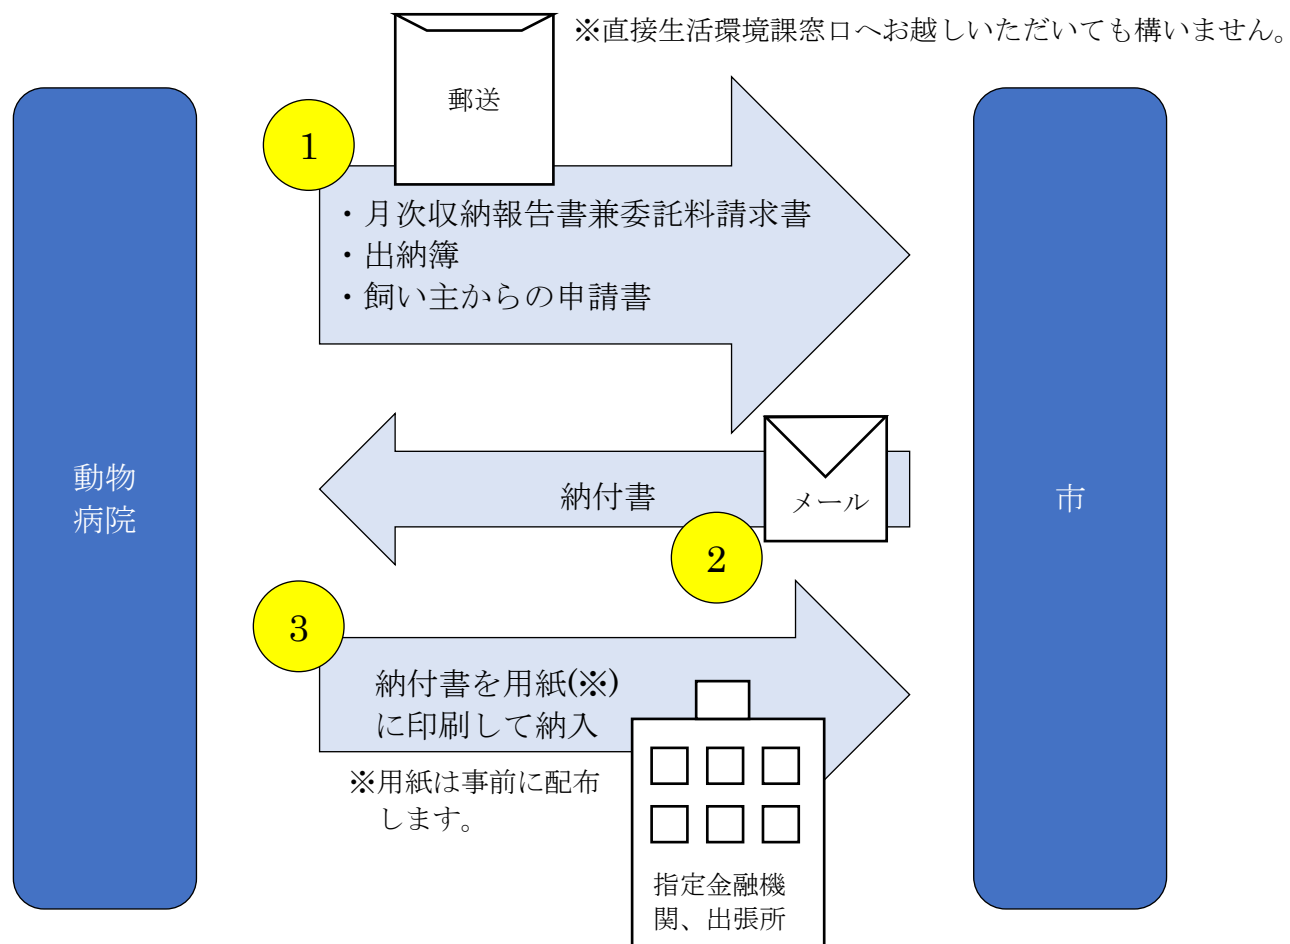 ※直接生活環境課窓口へお越しいただいても構いません。
郵送
1
・月次収納報告書兼委託料請求書
・出納簿
・飼い主からの申請書
動物
病院
市
納付書
メール
2
3
納付書を用紙(※)
に印刷して納入
※用紙は事前に配布
します。
指定金融機
関、出張所